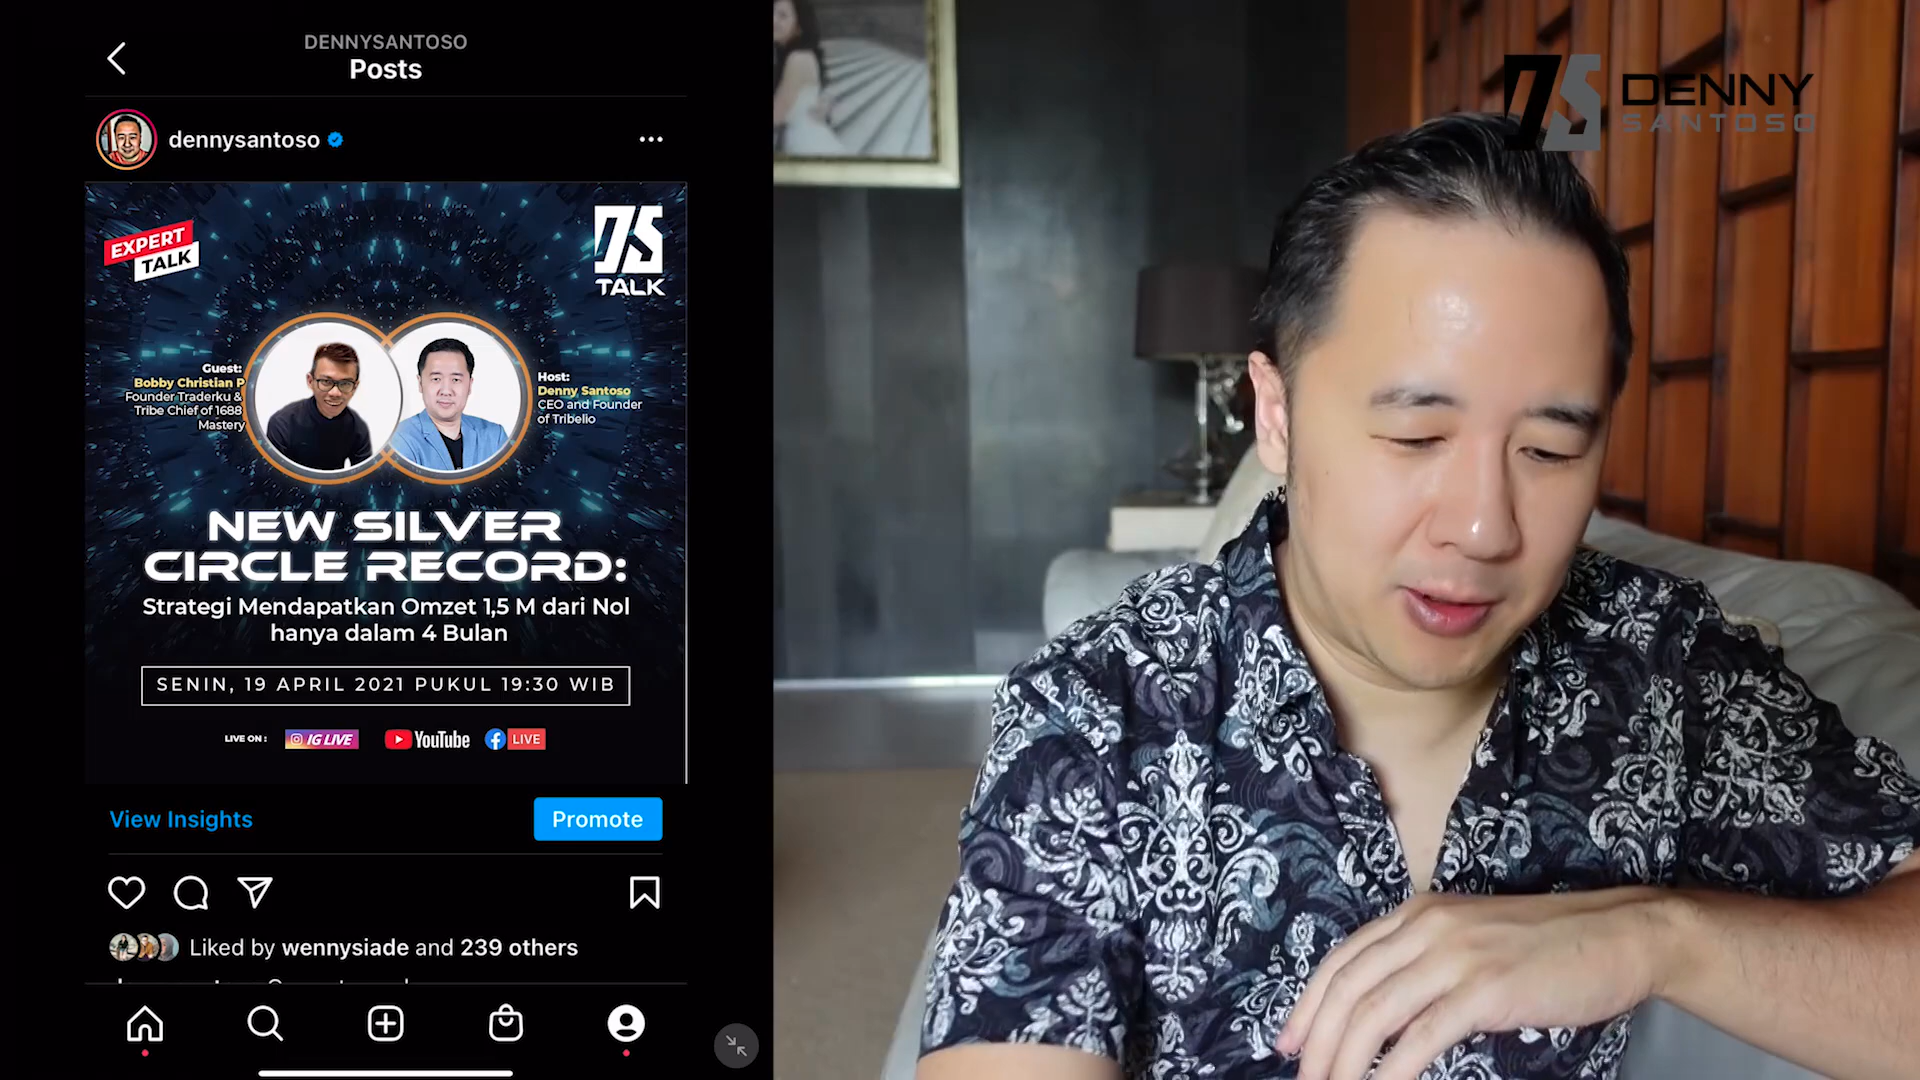 DENNYSANTOSO
Posts
dennysantoso
EXPERT
TALK
DS
TALK
Guest:
Bobby Christian P
Founder Traderku &
Tribe Chief of 1688
Mastery
Host:
Denny Santoso
CEO and Founder
of Tribelio
NEW SILVER
CIRCLE RECORD:
Strategi Mendapatkan Omzet 1,5 M dari Nol
hanya dalam 4 Bulan
SENIN, 19 APRIL 2021 PUKUL 19:30 WIB
LIVE ON :
IG LIVE
YouTube
LIVE
View Insights
Promote
Liked by wennysiade and 239 others
DS
DENNY
SANTOSO